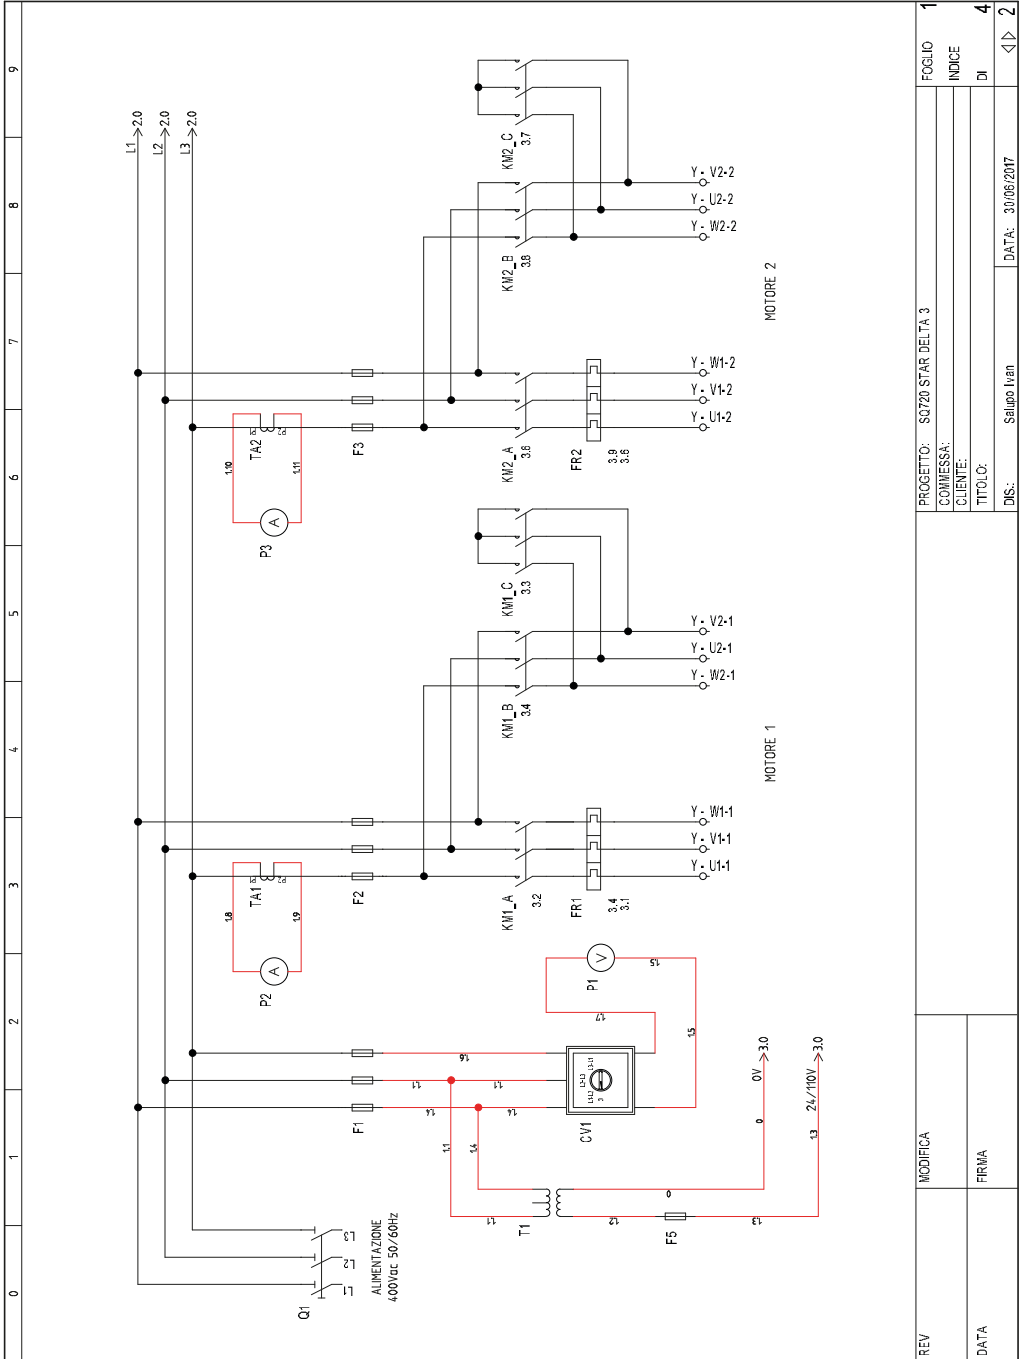 0
1
2
3
4
5
6
7
8
9
L1
2.0
L2
2.0
L3
2.0
Q1
L1
L2
L3
ALIMENTAZIONE
400Vac 50/60Hz
F1
1.4
1.1
1.6
1.4
1.1
1.1
1.4
1.1
T1
1.2
0
F5
1.3
0
0V
3.0
1.3
24/110V
3.0
CV1
L1-L2
L2-L3
L3-L1
0
1.7
1.5
1.5
P1
V
P2
A
1.8
1.9
TA1
F2
KM1_A
3.2
FR1
3.4
3.1
Y - U1-1
Y - V1-1
Y - W1-1
MOTORE 1
KM1_B
3.4
KM1_C
3.3
Y - W2-1
Y - U2-1
Y - V2-1
P3
A
1.10
1.11
TA2
F3
KM2_A
3.6
FR2
3.9
3.6
Y - U1-2
Y - V1-2
Y - W1-2
MOTORE 2
KM2_B
3.8
KM2_C
3.7
Y - W2-2
Y - U2-2
Y - V2-2
REV
MODIFICA
DATA
FIRMA
PROGETTO: SQ720 STAR DELTA 3
COMMESSA:
CLIENTE:
TITOLO:
DIS.: Salupo Ivan
DATA: 30/06/2017
FOGLIO 1
INDICE
DI 4
2